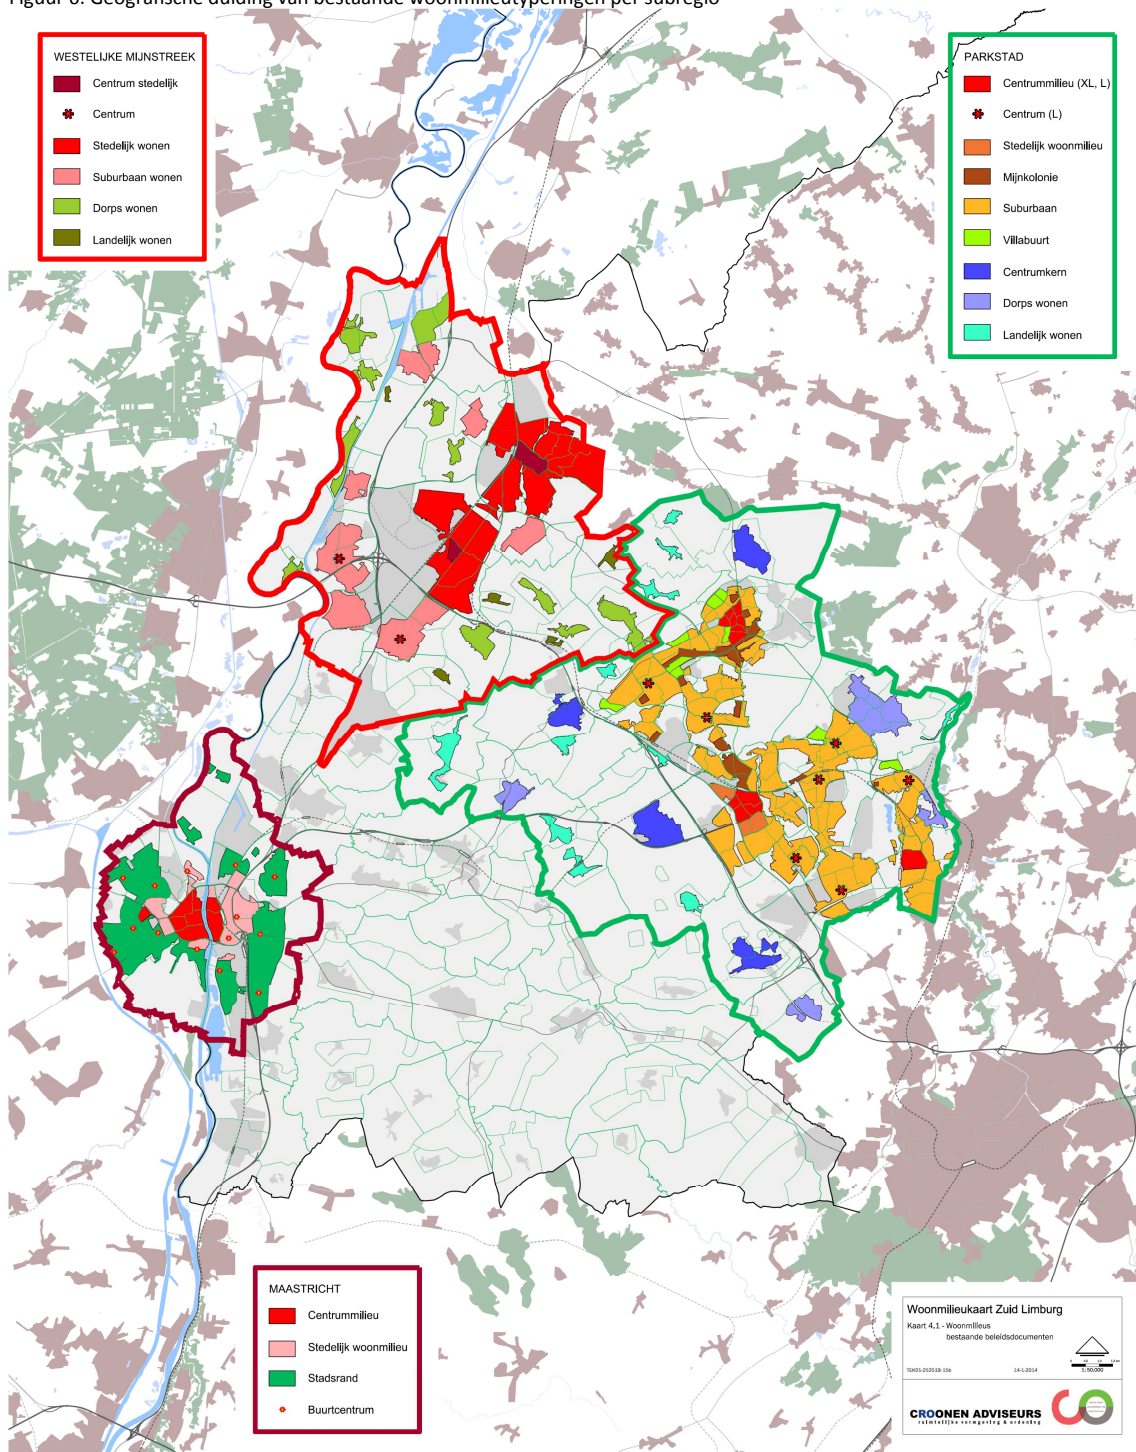 Figuur 6: Geografische duiding van bestaande woonmilieutyperingen per subregio
WESTELIJKE MIJNSTREEK
Centrum stedelijk
Centrum
Stedelijk wonen
Suburbaan wonen
Dorps wonen
Landelijk wonen
PARKSTAD
Centrummilieu (XL, L)
Centrum (L)
Stedelijk woonmilieu
Mijnkolonie
Suburbaan
Villabuurt
Centrumkern
Dorps wonen
Landelijk wonen
MAASTRICHT
Centrummilieu
Stedelijk woonmilieu
Stadsrand
Buurtcentrum
Woonmilieukaart Zuid Limburg
Kaart 4.1 - Woonmilieus
bestaande beleidsdocumenten
14-1-2014
1:50.000
CROONEN ADVISEURS
ruimtelijke vormgeving & ordening